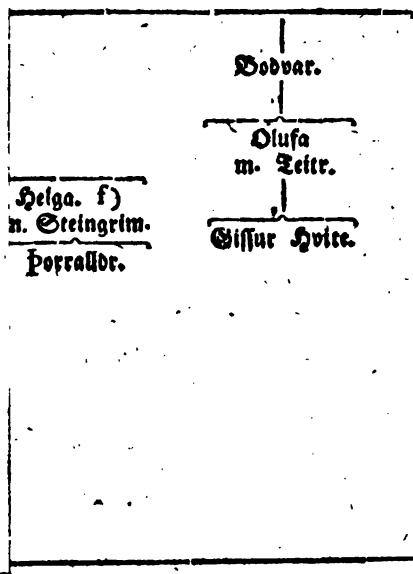 Bodvar.
Olufa
m. Teitr.
Helga. f)
n. Steingrim.
Gissur Hvite.
Þorralldr.